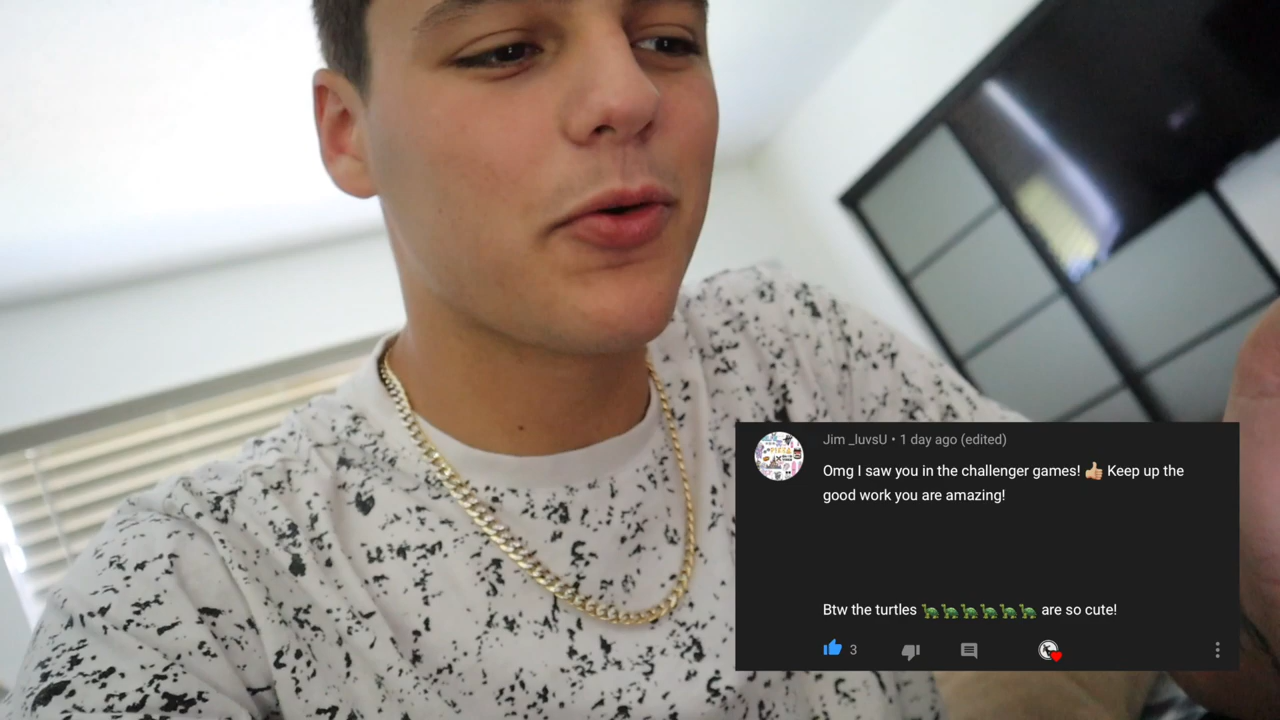 Jim _luvsU • 1 day ago (edited)
Omg I saw you in the challenger games! 👍🏼 Keep up the
good work you are amazing!
Btw the turtles 🐢🐢🐢🐢🐢🐢 are so cute!
3